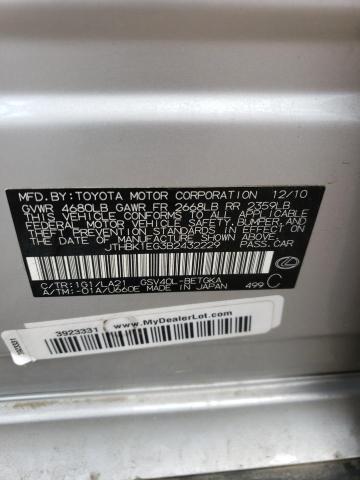 MFD. BY: TOYOTA MOTOR CORPORATION 12/10
GVWR 4680LB GAWR FR 2668LB RR 2359LB
THIS VEHICLE CONFORMS TO ALL APPLICABLE
FEDERAL MOTOR VEHICLE SAFETY, BUMPER, AND
THEFT PREVENTION STANDARDS IN EFFECT ON
THE DATE OF MANUFACTURE SHOWN ABOVE.
JTHBK1EG3B2432229 PASS.CAR
C/TR:1G1/LA21 GSV40L-BETGKA
A/TM:-01A/U660E MADE IN JAPAN 499 C
3923331 www.MyDealerLot.com